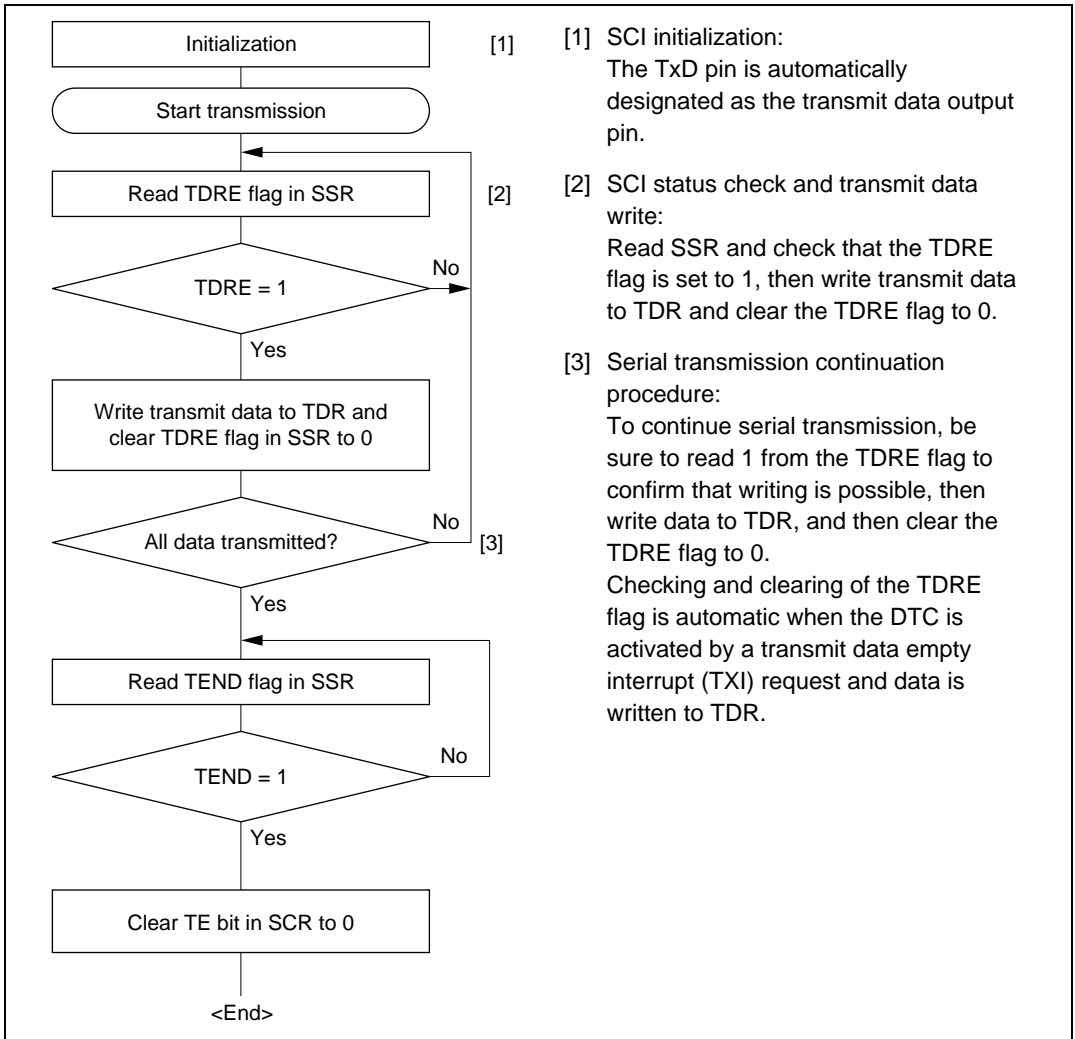 Initialization
[1]
Start transmission
Read TDRE flag in SSR
[2]
TDRE = 1
No
Yes
Write transmit data to TDR and
clear TDRE flag in SSR to 0
All data transmitted?
No
[3]
Yes
Read TEND flag in SSR
TEND = 1
No
Yes
Clear TE bit in SCR to 0
<End>
[1] SCI initialization:
The TxD pin is automatically
designated as the transmit data output
pin.
[2] SCI status check and transmit data
write:
Read SSR and check that the TDRE
flag is set to 1, then write transmit data
to TDR and clear the TDRE flag to 0.
[3] Serial transmission continuation
procedure:
To continue serial transmission, be
sure to read 1 from the TDRE flag to
confirm that writing is possible, then
write data to TDR, and then clear the
TDRE flag to 0.
Checking and clearing of the TDRE
flag is automatic when the DTC is
activated by a transmit data empty
interrupt (TXI) request and data is
written to TDR.